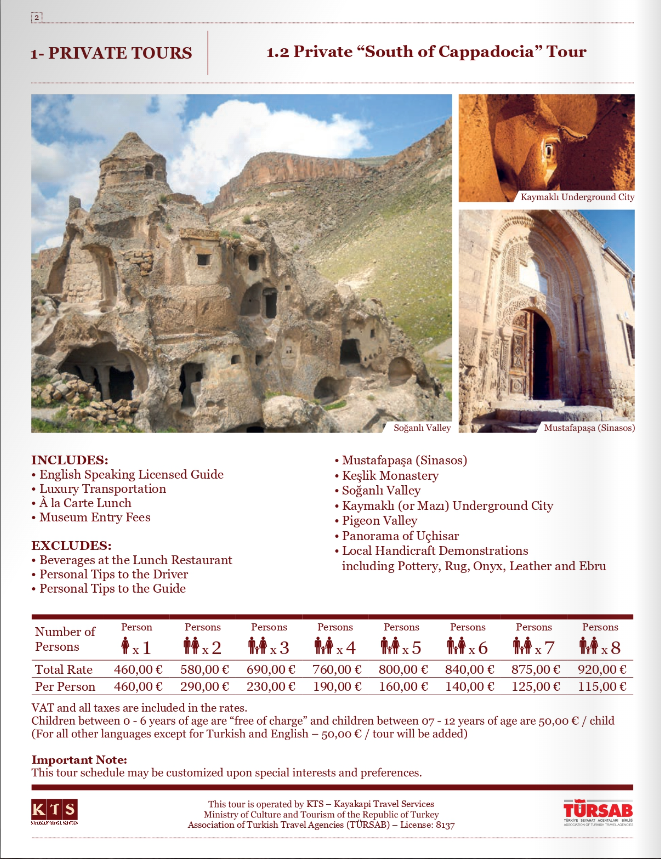 2
1- PRIVATE TOURS
1.2 Private “South of Cappadocia” Tour
Kaymaklı Underground City
Soğanlı Valley
Mustafapaşa (Sinasos)
INCLUDES:
• English Speaking Licensed Guide
• Luxury Transportation
• À la Carte Lunch
• Museum Entry Fees
EXCLUDES:
• Beverages at the Lunch Restaurant
• Personal Tips to the Driver
• Personal Tips to the Guide
• Mustafapaşa (Sinasos)
• Keşlik Monastery
• Soğanlı Valley
• Kaymaklı (or Mazı) Underground City
• Pigeon Valley
• Panorama of Uçhisar
• Local Handicraft Demonstrations
including Pottery, Rug, Onyx, Leather and Ebru
Number of Persons Person x 1 Persons x 2 Persons x 3 Persons x 4 Persons x 5 Persons x 6 Persons x 7 Persons x 8
Total Rate 460,00 € 580,00 € 690,00 € 760,00 € 800,00 € 840,00 € 875,00 € 920,00 €
Per Person 460,00 € 290,00 € 230,00 € 190,00 € 160,00 € 140,00 € 125,00 € 115,00 €
VAT and all taxes are included in the rates.
Children between 0 - 6 years of age are “free of charge” and children between 07 - 12 years of age are 50,00 € / child
(For all other languages except for Turkish and English – 50,00 € / tour will be added)
Important Note:
This tour schedule may be customized upon special interests and preferences.
KTS
This tour is operated by KTS – Kayakapi Travel Services
Ministry of Culture and Tourism of the Republic of Turkey
Association of Turkish Travel Agencies (TÜRSAB) – License: 8137
TÜRSAB